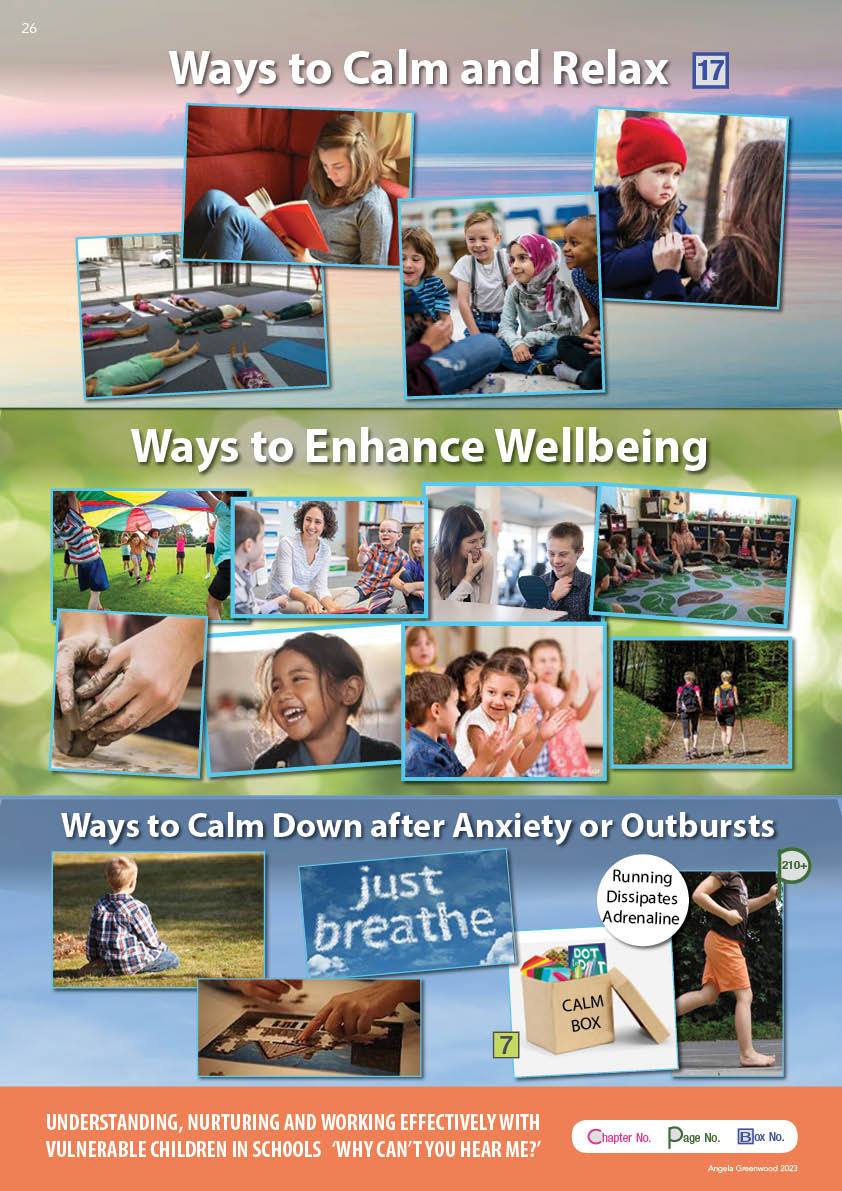 26
Ways to Calm and Relax 17
Ways to Enhance Wellbeing
Ways to Calm Down after Anxiety or Outbursts
210+
just
breathe
Running
Dissipates
Adrenaline
DOT
CALM
BOX
7
UNDERSTANDING, NURTURING AND WORKING EFFECTIVELY WITH
VULNERABLE CHILDREN IN SCHOOLS ‘WHY CAN’T YOU HEAR ME?’
Chapter No. Page No. Box No.
Angela Greenwood 2023